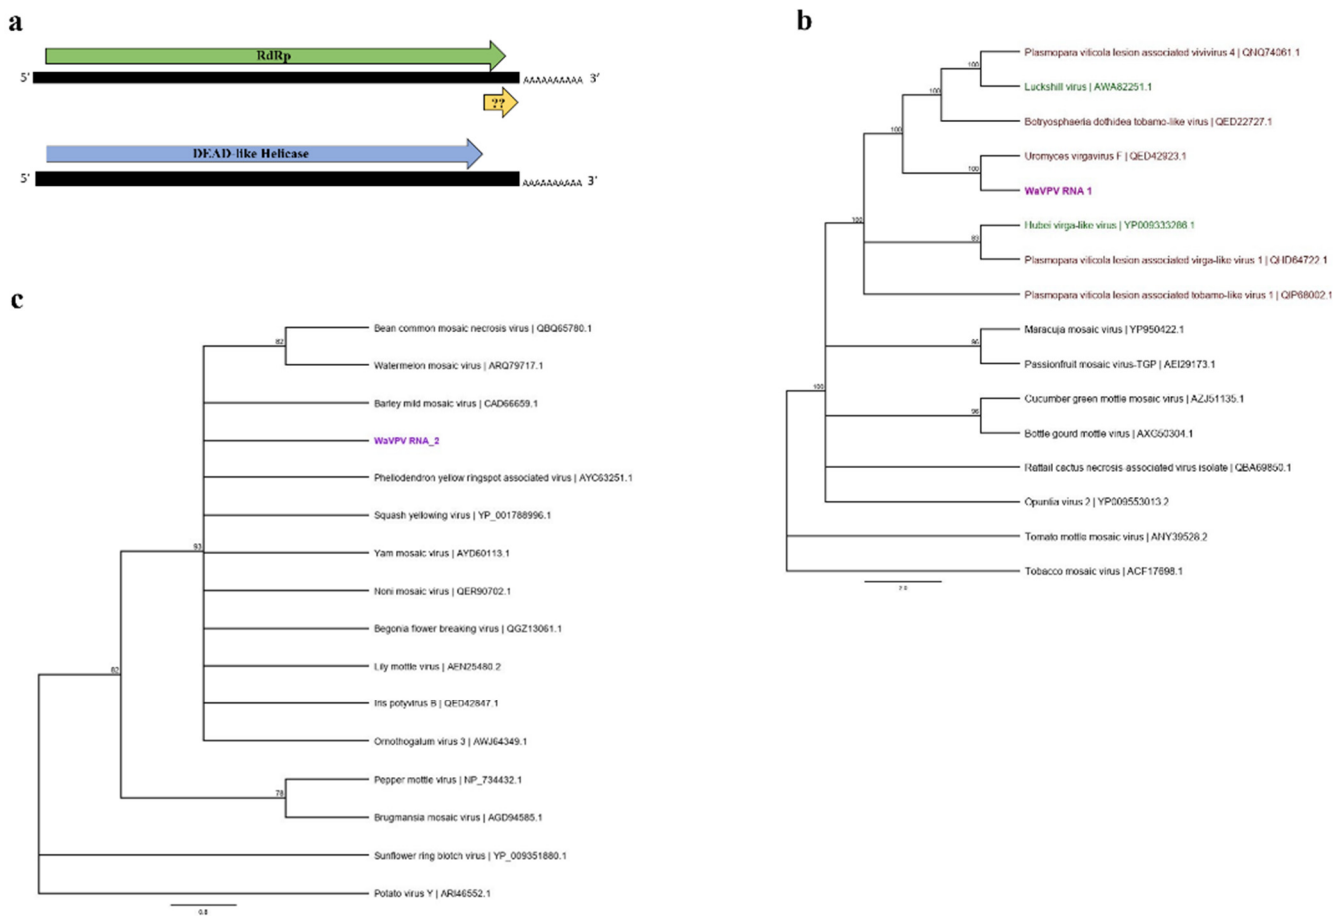 a
RdRp
5' AAAAAAAAAA 3'
??
DEAD-like Helicase
5' AAAAAAAAAA 3'
b
Plasmopara viticola lesion associated vivivirus 4 | QNQ74061.1
100
Luckshill virus | AWA82251.1
100
Botryosphaeria dothidea tobamo-like virus | QED22727.1
100
Uromyces virgavirus F | QED42923.1
100
WaVPV RNA 1
100
Hubei virga-like virus | YP009333286.1
83
Plasmopara viticola lesion associated virga-like virus 1 | QHD64722.1
Plasmopara viticola lesion associated tobamo-like virus 1 | QIP68002.1
Maracuja mosaic virus | YP950422.1
96
Passionfruit mosaic virus-TGP | AEI29173.1
100
Cucumber green mottle mosaic virus | AZJ51135.1
96
Bottle gourd mottle virus | AXG50304.1
Rattail cactus necrosis associated virus isolate | QBA69850.1
Opuntia virus 2 | YP009553013.2
Tomato mottle mosaic virus | ANY39528.2
Tobacco mosaic virus | ACF17698.1
c
Bean common mosaic necrosis virus | QBQ65780.1
82
Watermelon mosaic virus | ARQ79717.1
Barley mild mosaic virus | CAD66659.1
WaVPV RNA_2
Phellodendron yellow ringspot associated virus | AYC63251.1
Squash yellowing virus | YP_001788996.1
93
Yam mosaic virus | AYD60113.1
Noni mosaic virus | QER90702.1
Begonia flower breaking virus | QGZ13061.1
Lily mottle virus | AEN25480.2
82
Iris potyvirus B | QED42847.1
Ornothogalum virus 3 | AWJ64349.1
Pepper mottle virus | NP_734432.1
78
Brugmansia mosaic virus | AGD94585.1
Sunflower ring blotch virus | YP_009351880.1
Potato virus Y | ARI46552.1
0.8